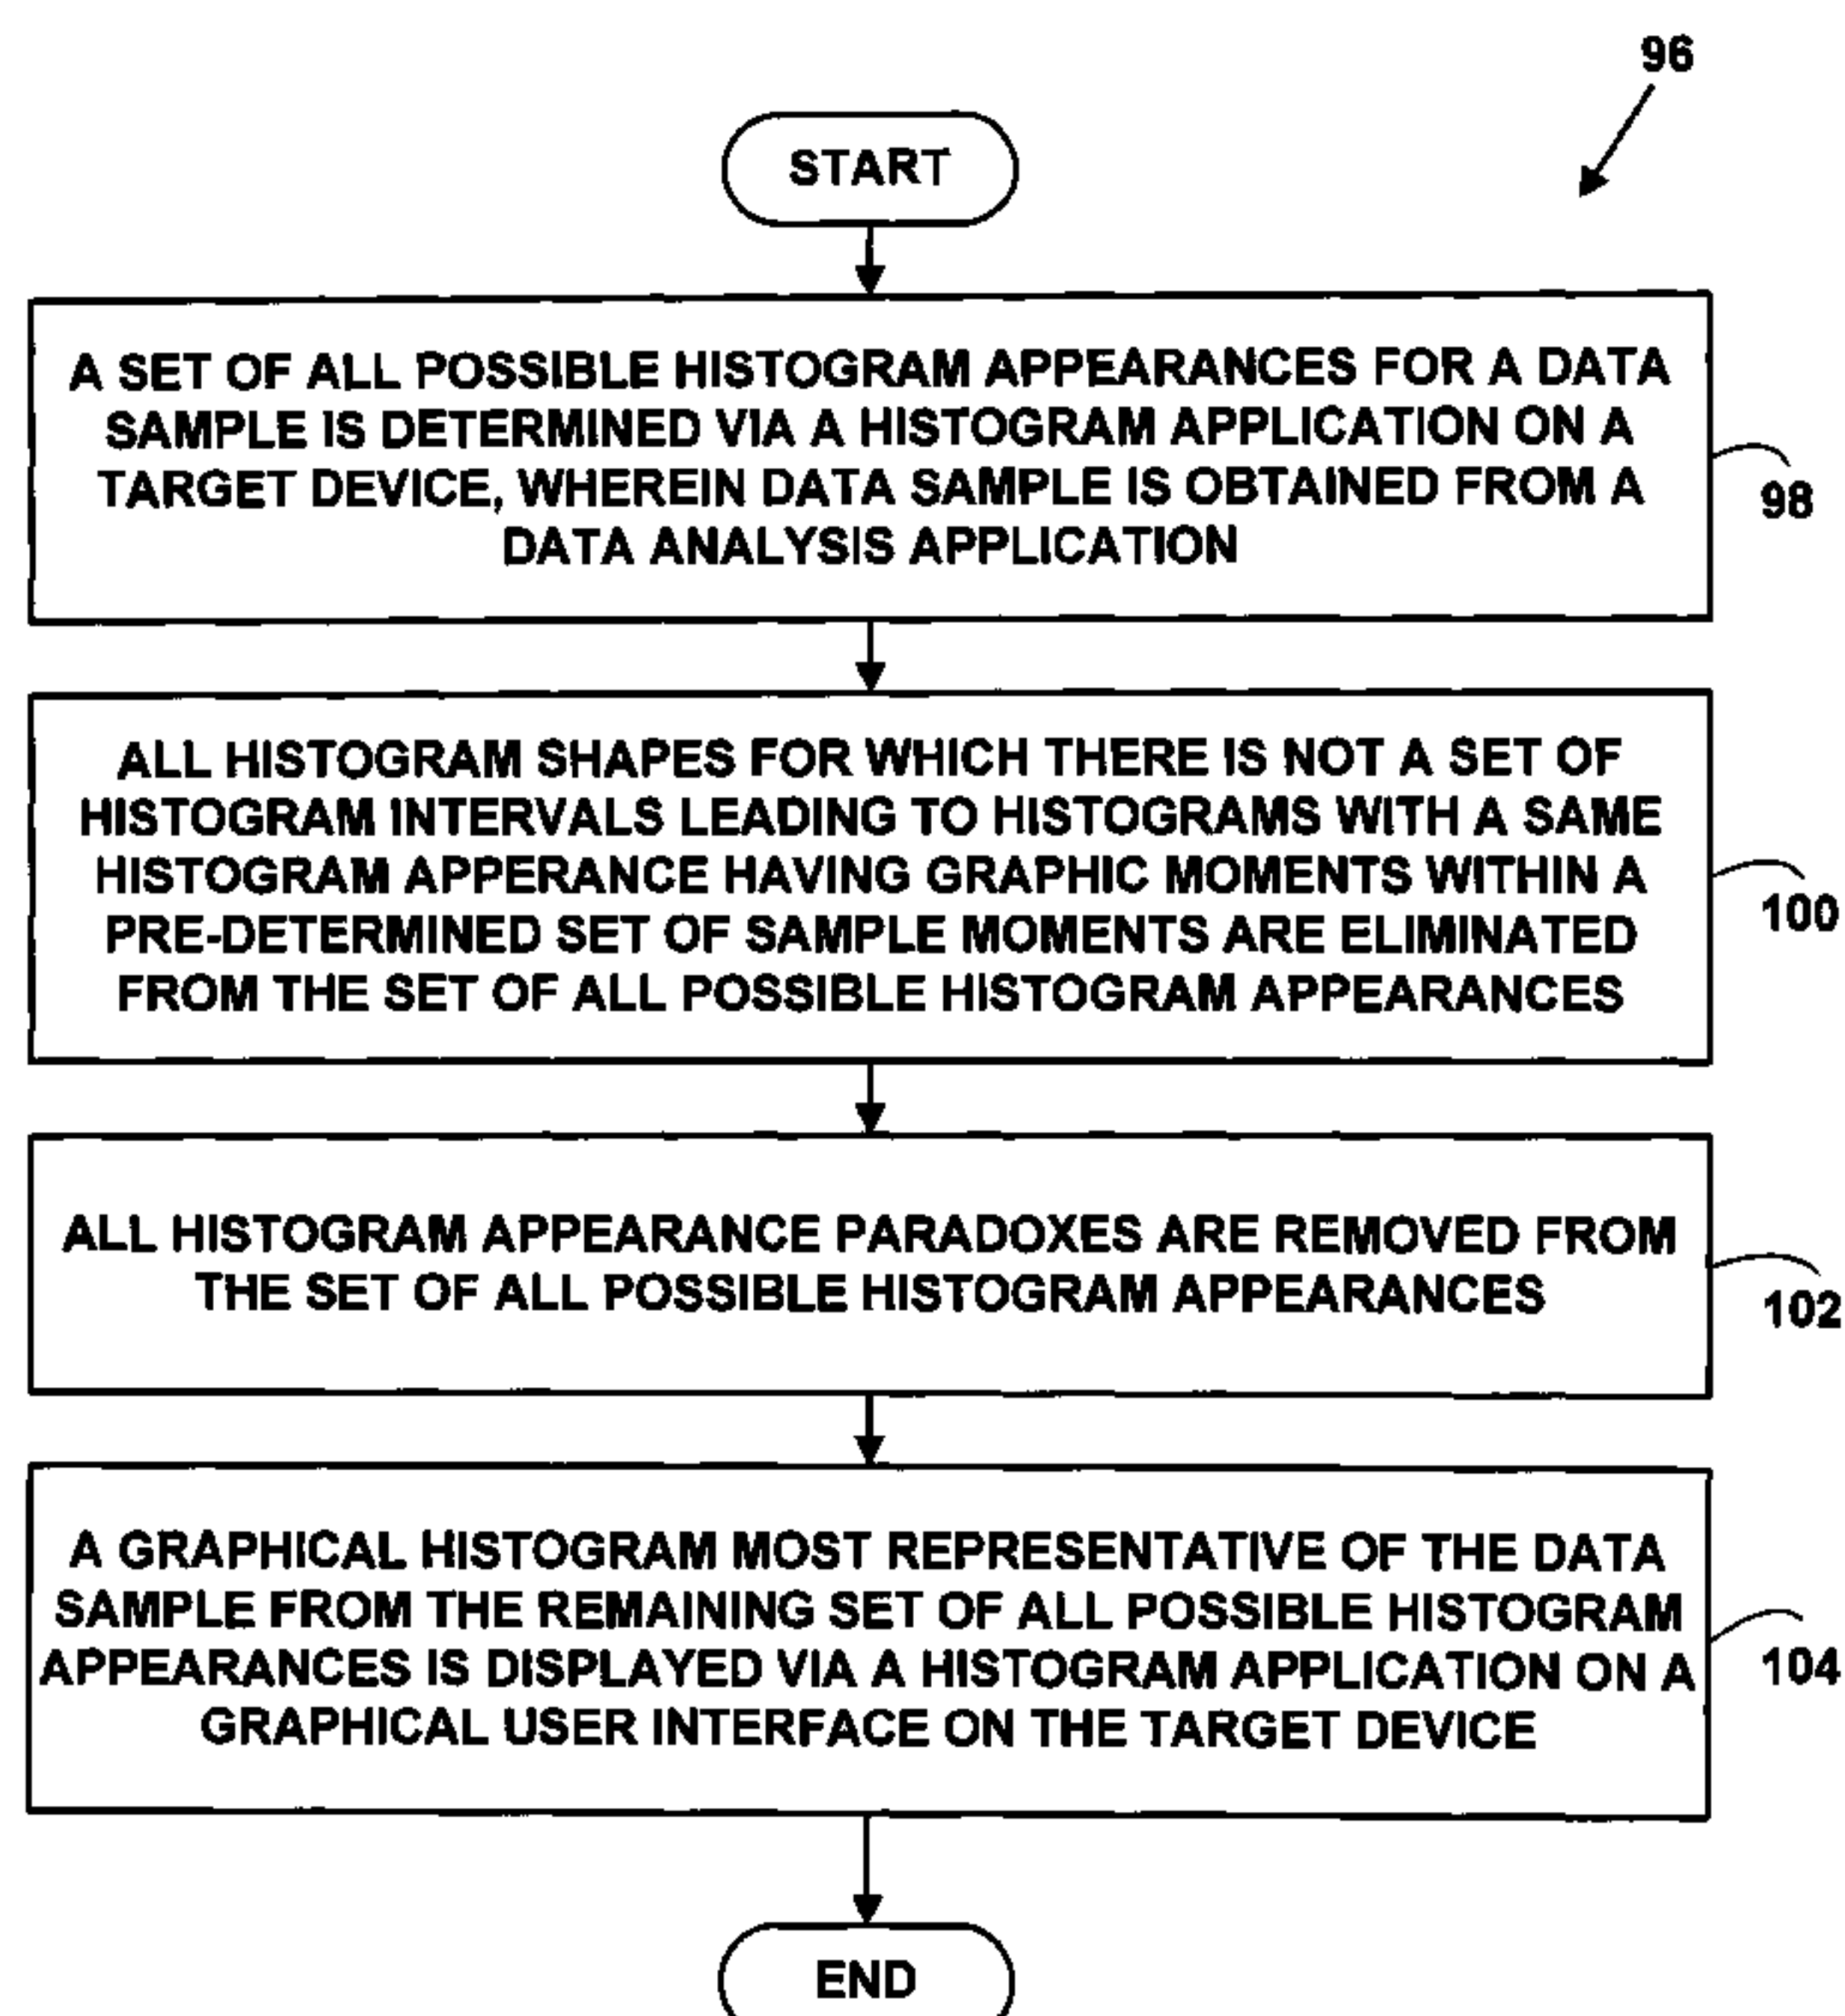 96
START
A SET OF ALL POSSIBLE HISTOGRAM APPEARANCES FOR A DATA
SAMPLE IS DETERMINED VIA A HISTOGRAM APPLICATION ON A
TARGET DEVICE, WHEREIN DATA SAMPLE IS OBTAINED FROM A
DATA ANALYSIS APPLICATION
98
ALL HISTOGRAM SHAPES FOR WHICH THERE IS NOT A SET OF
HISTOGRAM INTERVALS LEADING TO HISTOGRAMS WITH A SAME
HISTOGRAM APPERANCE HAVING GRAPHIC MOMENTS WITHIN A
PRE-DETERMINED SET OF SAMPLE MOMENTS ARE ELIMINATED
FROM THE SET OF ALL POSSIBLE HISTOGRAM APPEARANCES
100
ALL HISTOGRAM APPEARANCE PARADOXES ARE REMOVED FROM
THE SET OF ALL POSSIBLE HISTOGRAM APPEARANCES
102
A GRAPHICAL HISTOGRAM MOST REPRESENTATIVE OF THE DATA
SAMPLE FROM THE REMAINING SET OF ALL POSSIBLE HISTOGRAM
APPEARANCES IS DISPLAYED VIA A HISTOGRAM APPLICATION ON A
GRAPHICAL USER INTERFACE ON THE TARGET DEVICE
104
END